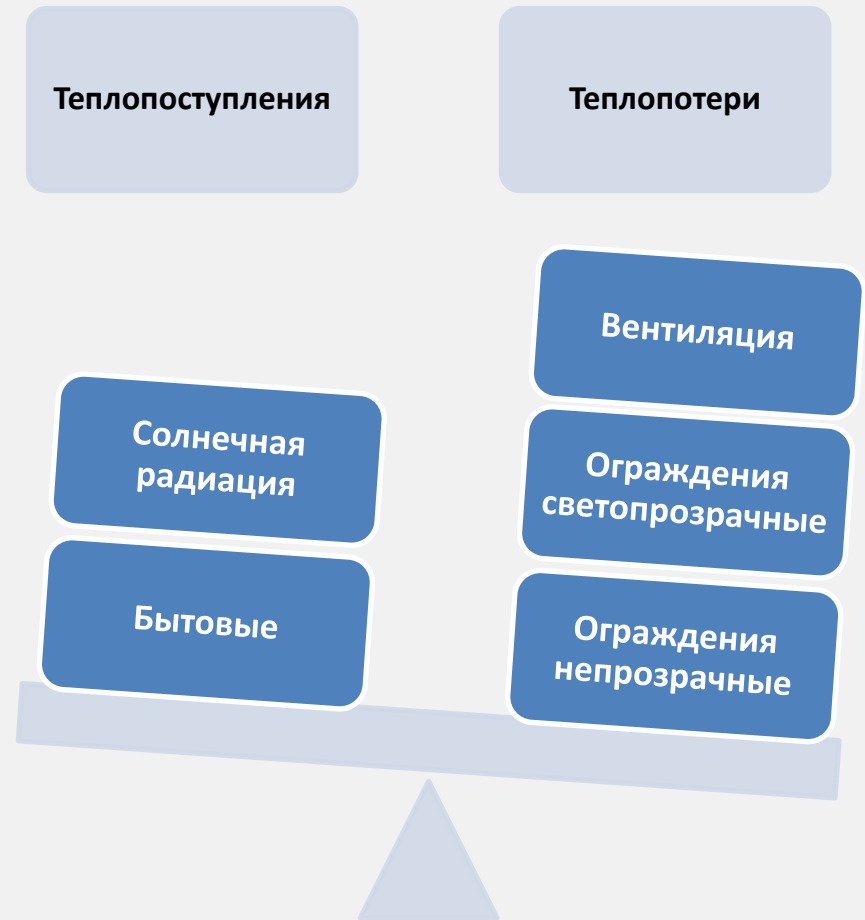 Теплопоступления
Теплопотери
Солнечная
радиация
Бытовые
Вентиляция
Ограждения
светопрозрачные
Ограждения
непрозрачные